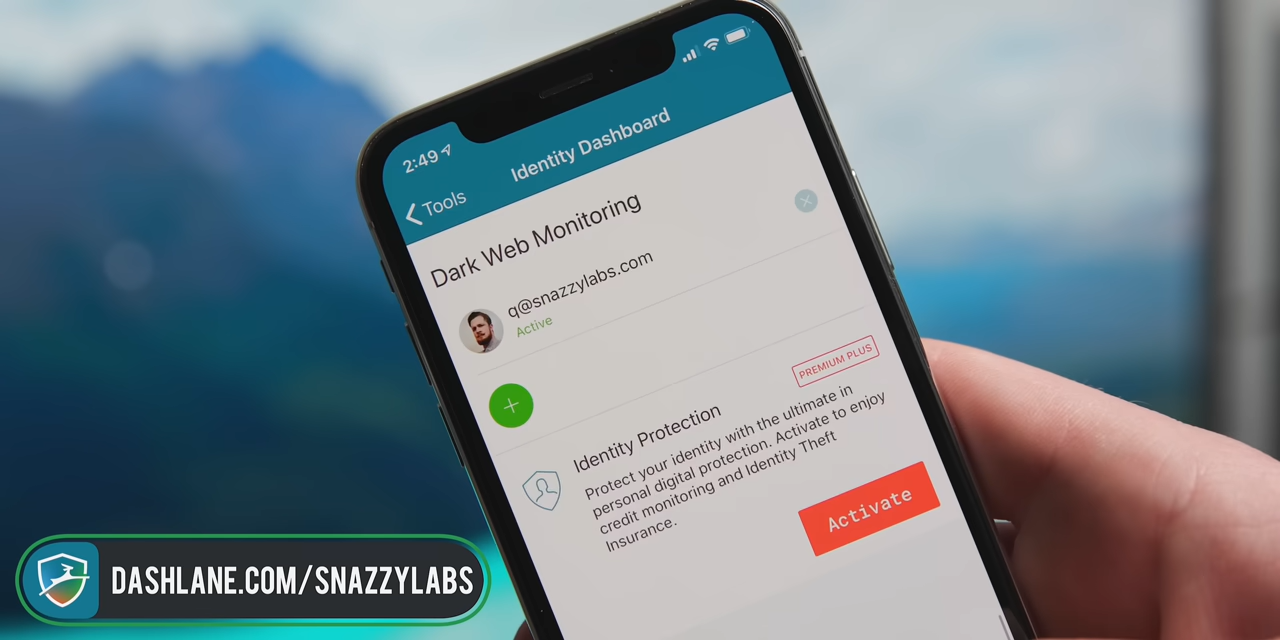 2:49
Tools
Identity Dashboard
Dark Web Monitoring
q@snazzylabs.com
Active
PREMIUM PLUS
Identity Protection
Protect your identity with the ultimate in
personal digital protection. Activate to enjoy
credit monitoring and Identity Theft
Insurance.
Activate
DASHLANE.COM/SNAZZYLABS